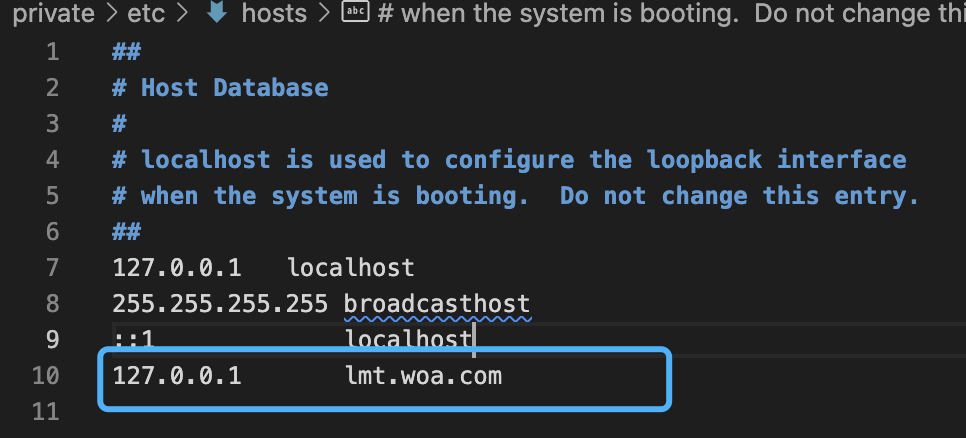 private > etc > hosts > abc # when the system is booting.  Do not change thi
1 ##
2 # Host Database
3 #
4 # localhost is used to configure the loopback interface
5 # when the system is booting.  Do not change this entry.
6 ##
7 127.0.0.1   localhost
8 255.255.255.255 broadcasthost
9 ::1             localhost
10 127.0.0.1       lmt.woa.com
11